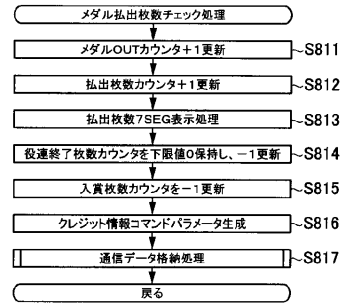 メダル払出枚数チェック処理
メダルOUTカウンタ+1更新 S811
払出枚数カウンタ+1更新 S812
払出枚数7SEG表示処理 S813
役連終了枚数カウンタを下限値0保持し、-1更新 S814
入賞枚数カウンタを-1更新 S815
クレジット情報コマンドパラメータ生成 S816
通信データ格納処理 S817
戻る